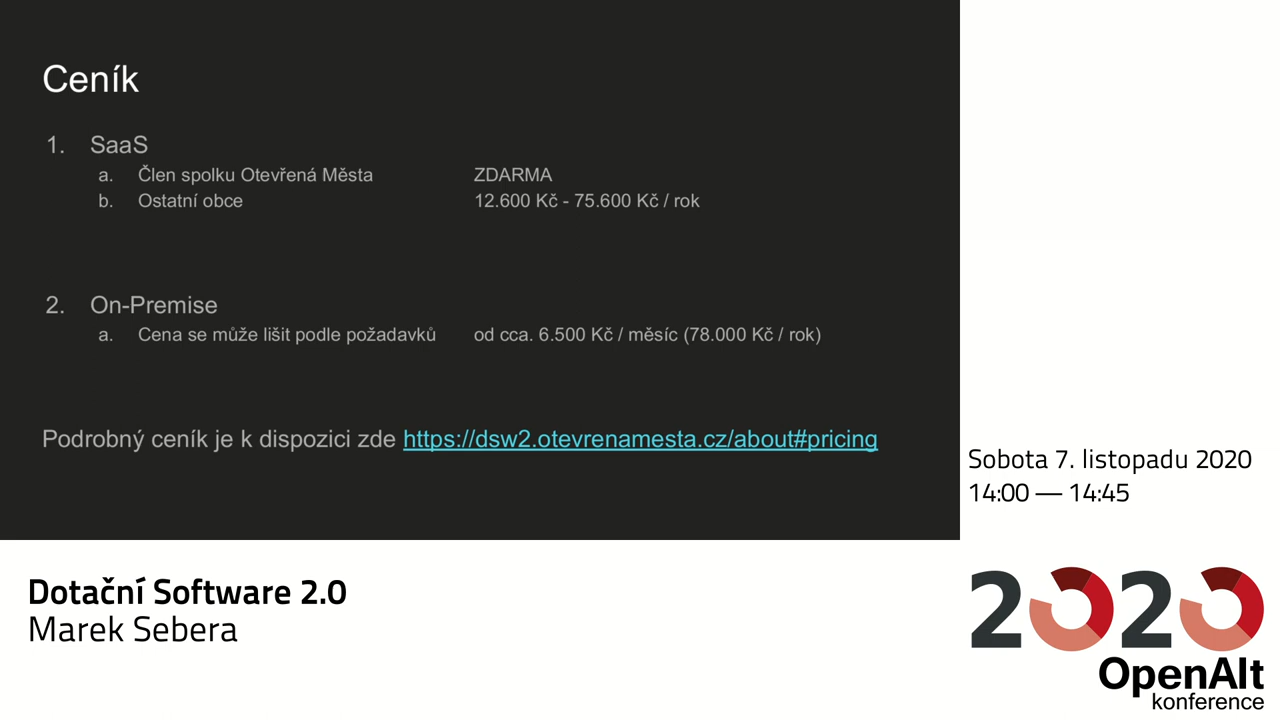 Ceník
1. SaaS
a. Člen spolku Otevřená Města ZDARMA
b. Ostatní obce 12.600 Kč - 75.600 Kč / rok
2. On-Premise
a. Cena se může lišit podle požadavků od cca. 6.500 Kč / měsíc (78.000 Kč / rok)
Podrobný ceník je k dispozici zde https://dsw2.otevrenamesta.cz/about#pricing
Sobota 7. listopadu 2020
14:00 — 14:45
Dotační Software 2.0
Marek Sebera
2020
OpenAlt
konference